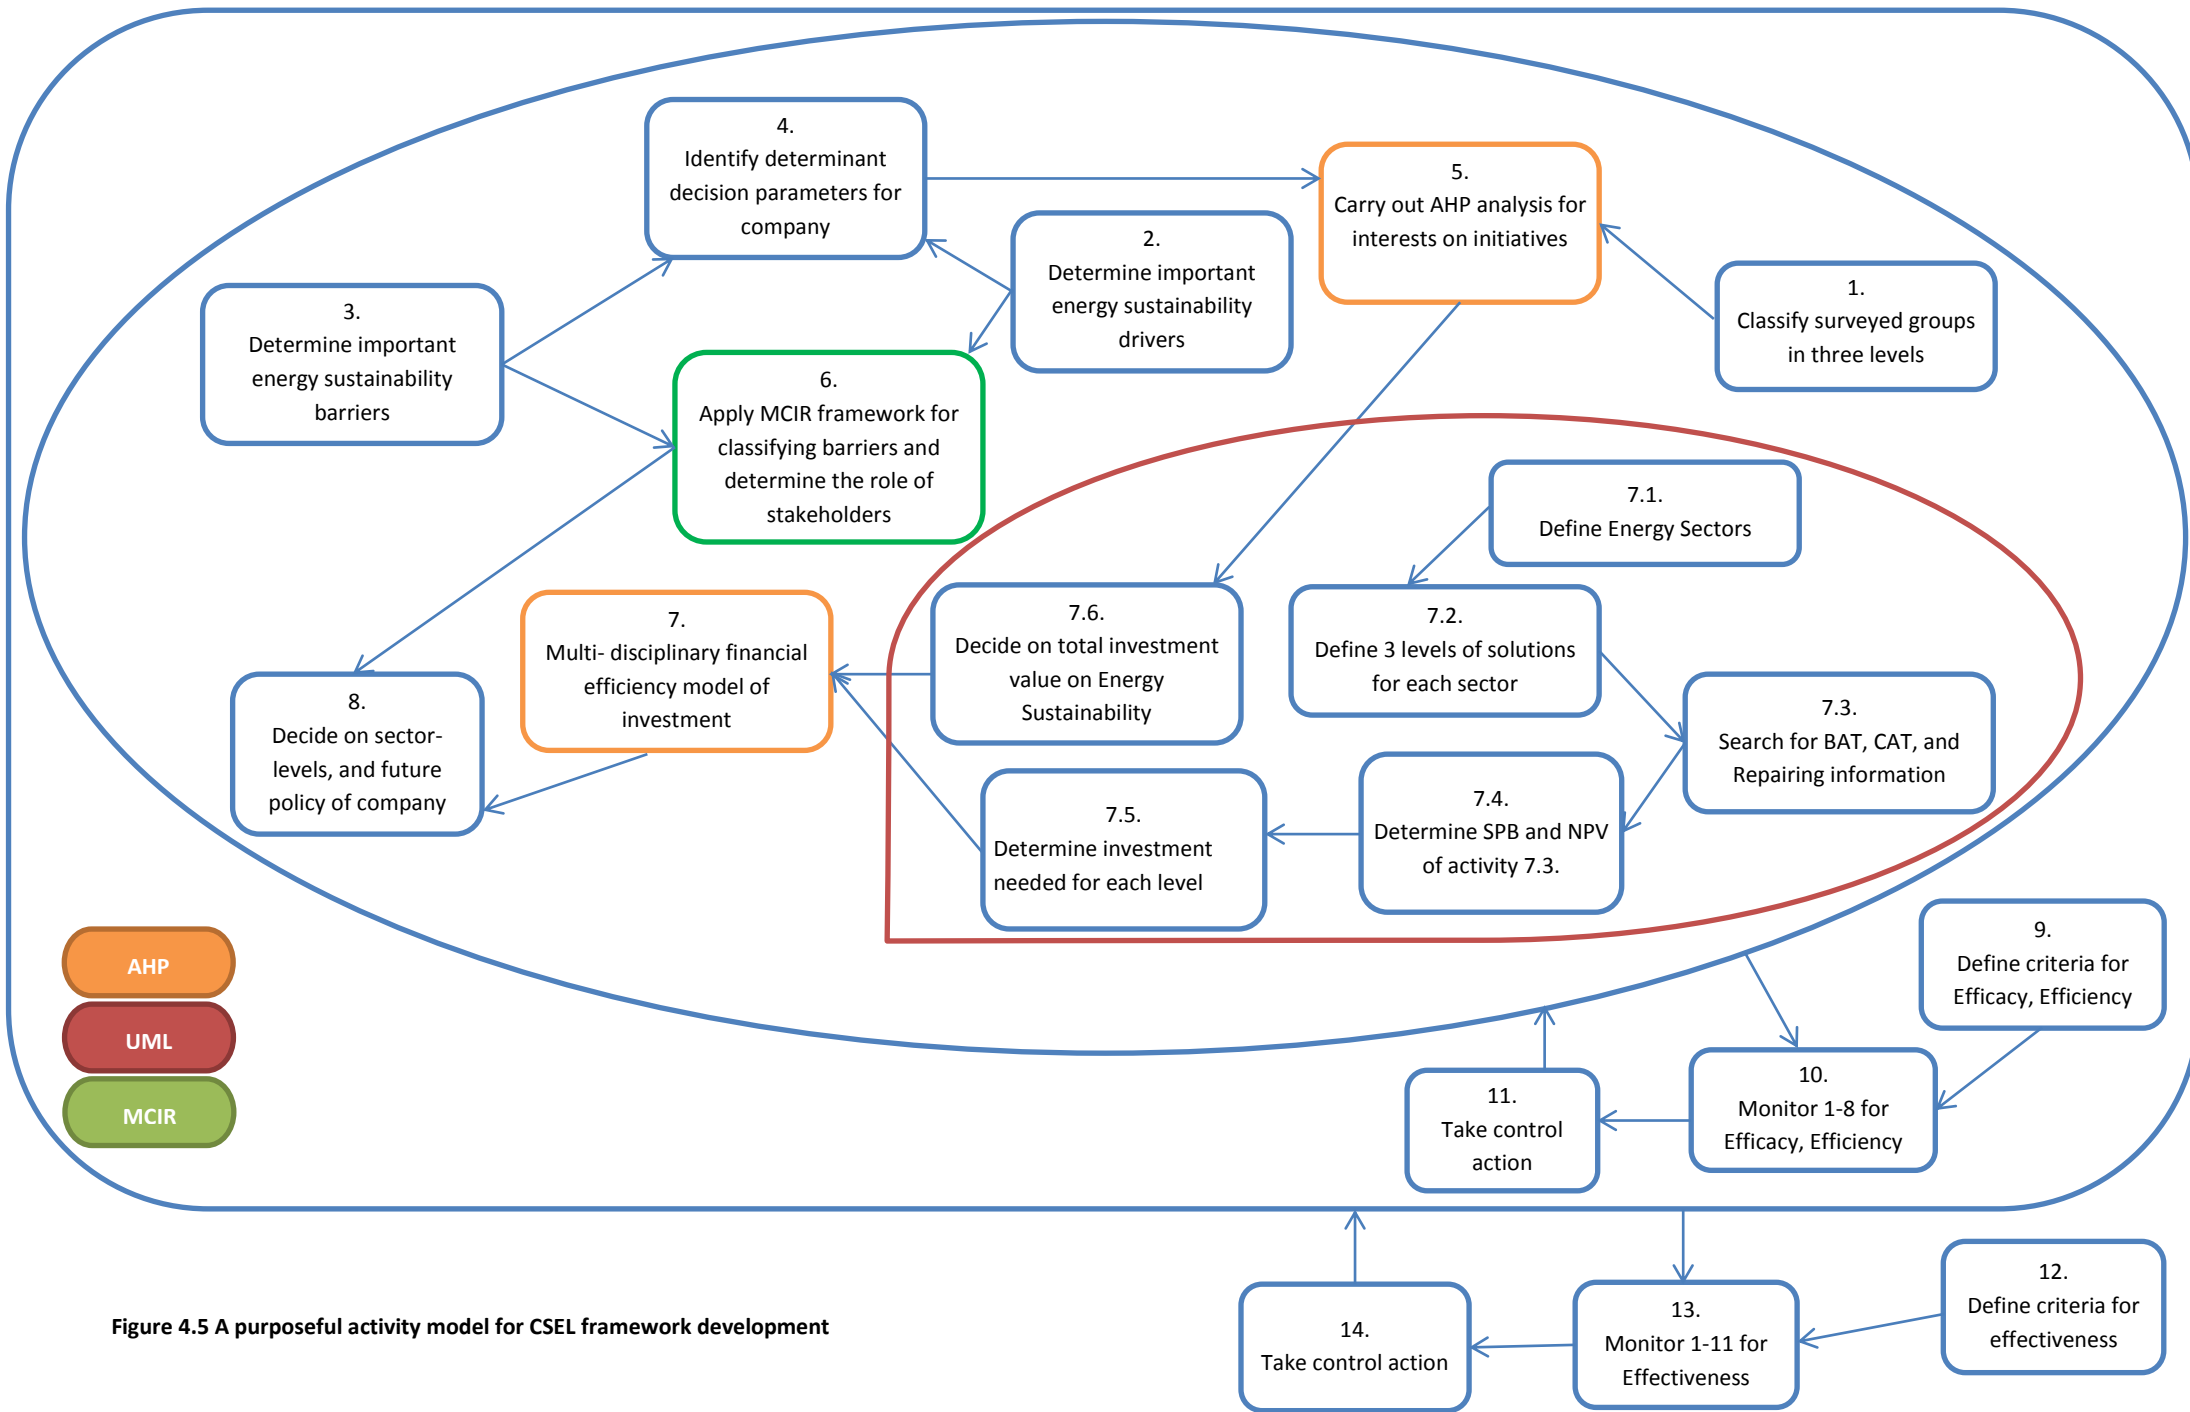 4.
Identify determinant
decision parameters for
company
5.
Carry out AHP analysis for
interests on initiatives
2.
Determine important
energy sustainability
drivers
1.
Classify surveyed groups
in three levels
3.
Determine important
energy sustainability
barriers
6.
Apply MCIR framework for
classifying barriers and
determine the role of
stakeholders
7.1.
Define Energy Sectors
7.2.
Define 3 levels of solutions
for each sector
7.6.
Decide on total investment
value on Energy
Sustainability
7.
Multi- disciplinary financial
efficiency model of
investment
8.
Decide on sector-
levels, and future
policy of company
7.3.
Search for BAT, CAT, and
Repairing information
7.4.
Determine SPB and NPV
of activity 7.3.
7.5.
Determine investment
needed for each level
AHP
UML
MCIR
9.
Define criteria for
Efficacy, Efficiency
10.
Monitor 1-8 for
Efficacy, Efficiency
11.
Take control
action
12.
Define criteria for
effectiveness
13.
Monitor 1-11 for
Effectiveness
14.
Take control action
Figure 4.5 A purposeful activity model for CSEL framework development